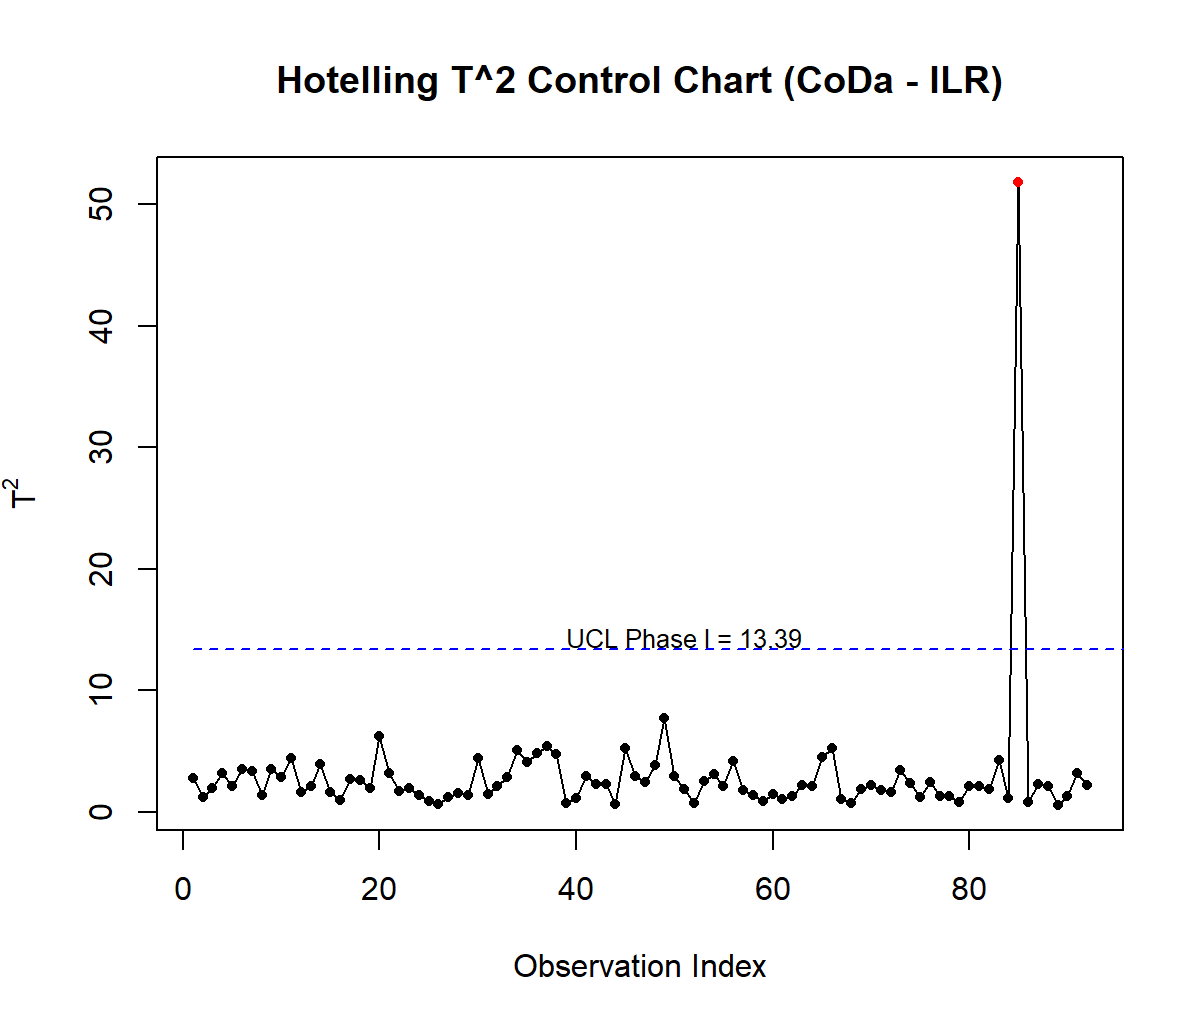 Hotelling T^2 Control Chart (CoDa - ILR)
T²
50
40
30
20
10
0
UCL Phase I = 13.39
0 20 40 60 80
Observation Index